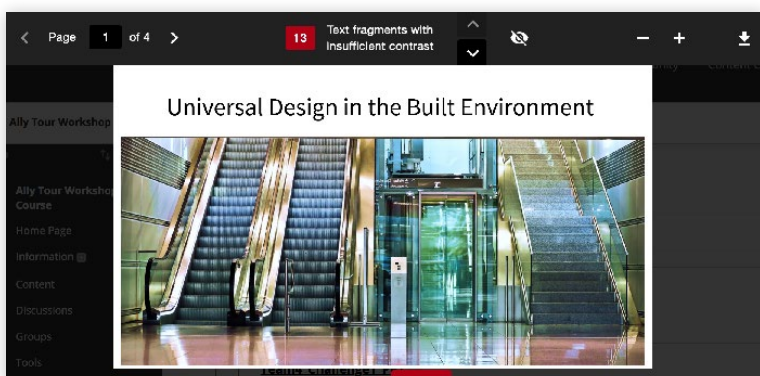 Page 1 of 4
13
Text fragments with
insufficient contrast
Universal Design in the Built Environment
Ally Tour Workshop
Ally Tour Workshop
Course
Home Page
Information
Content
Discussions
Groups
Tools